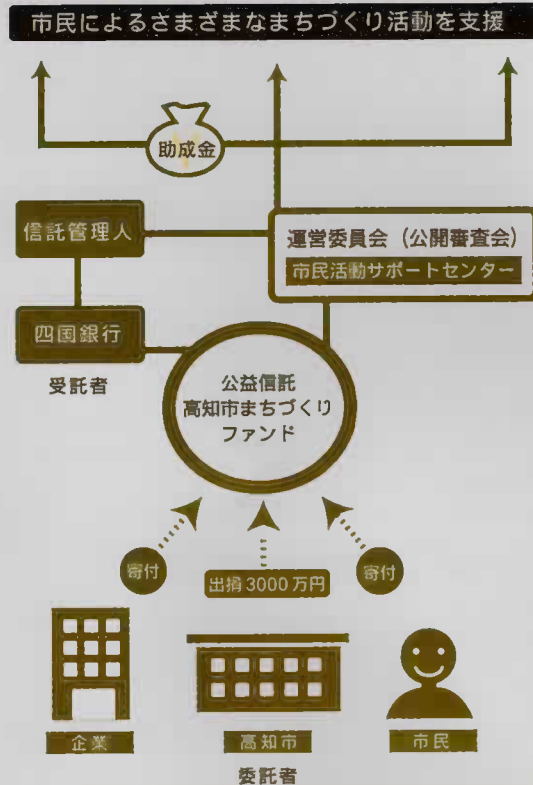 市民によるさまざまなまちづくり活動を支援
助成金
信託管理人
運営委員会（公開審査会）
市民活動サポートセンター
四国銀行
受託者
公益信託
高知市まちづくり
ファンド
寄付
出捐3000万円
寄付
企業
高知市
市民
委託者